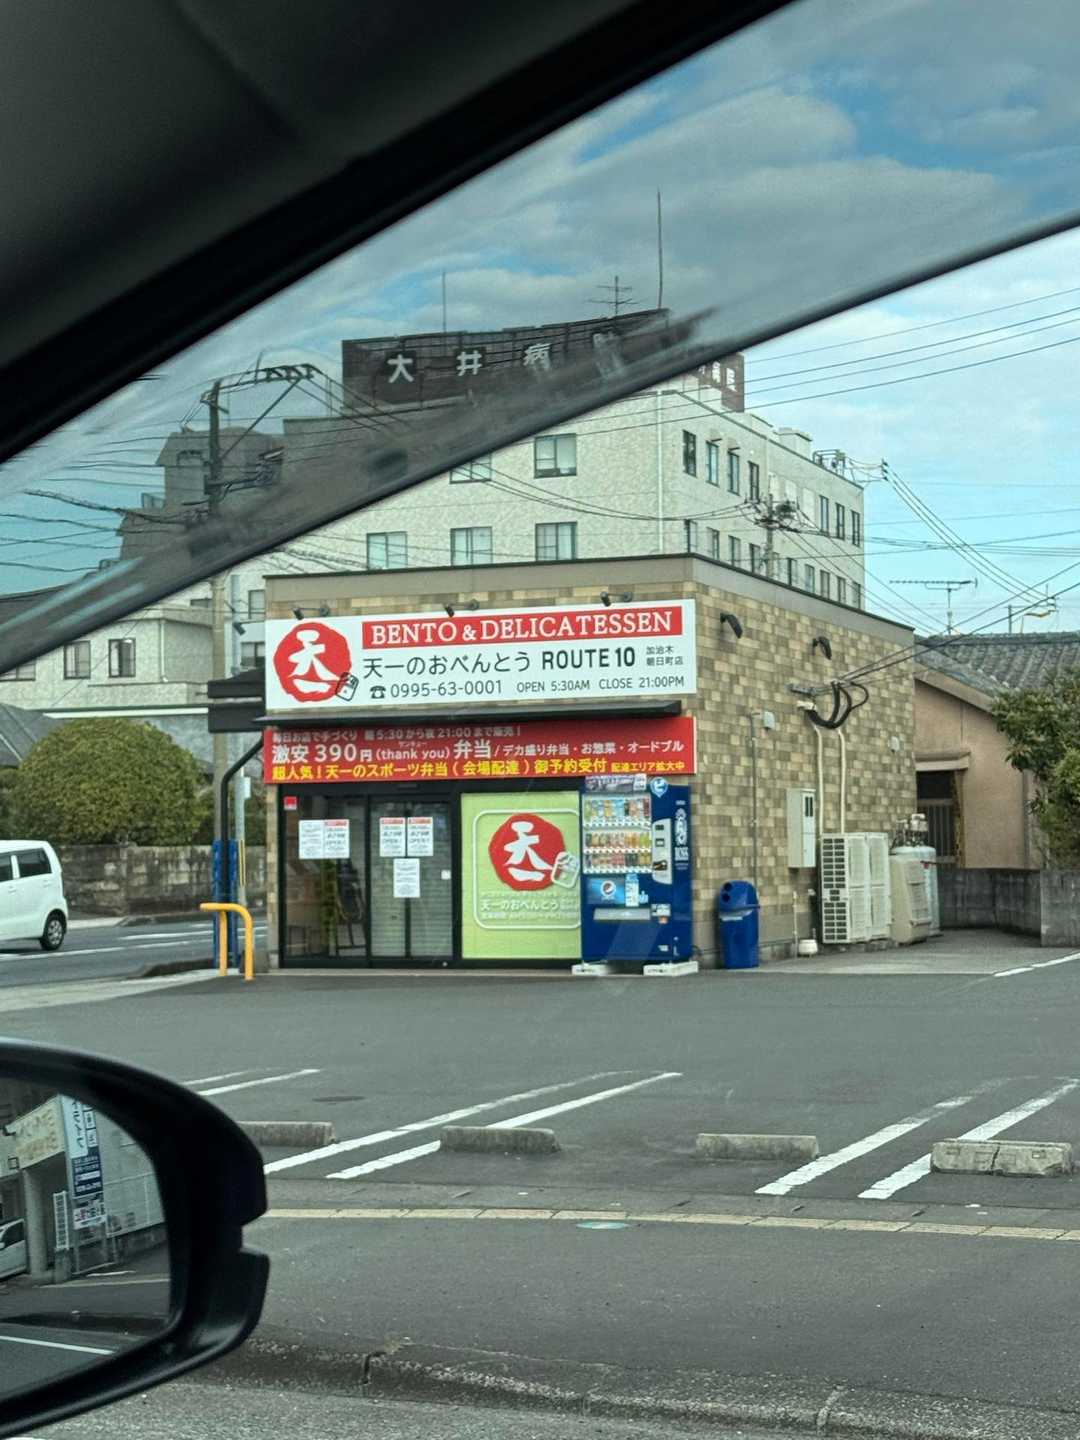 大井病
天一
BENTO & DELICATESSEN
天一のおべんとう ROUTE 10 加治木 朝日町店
☎0995-63-0001 OPEN 5:30AM CLOSE 21:00PM
毎日お店で手づくり 朝5:30から夜21:00まで販売!
激安390円(thank you)弁当/デカ盛り弁当・お惣菜・オードブル
サンキュー
超人気!天一のスポーツ弁当(会場配達)御予約受付 配達エリア拡大中
天一
天一のおべんとう
pepsi
BOSS